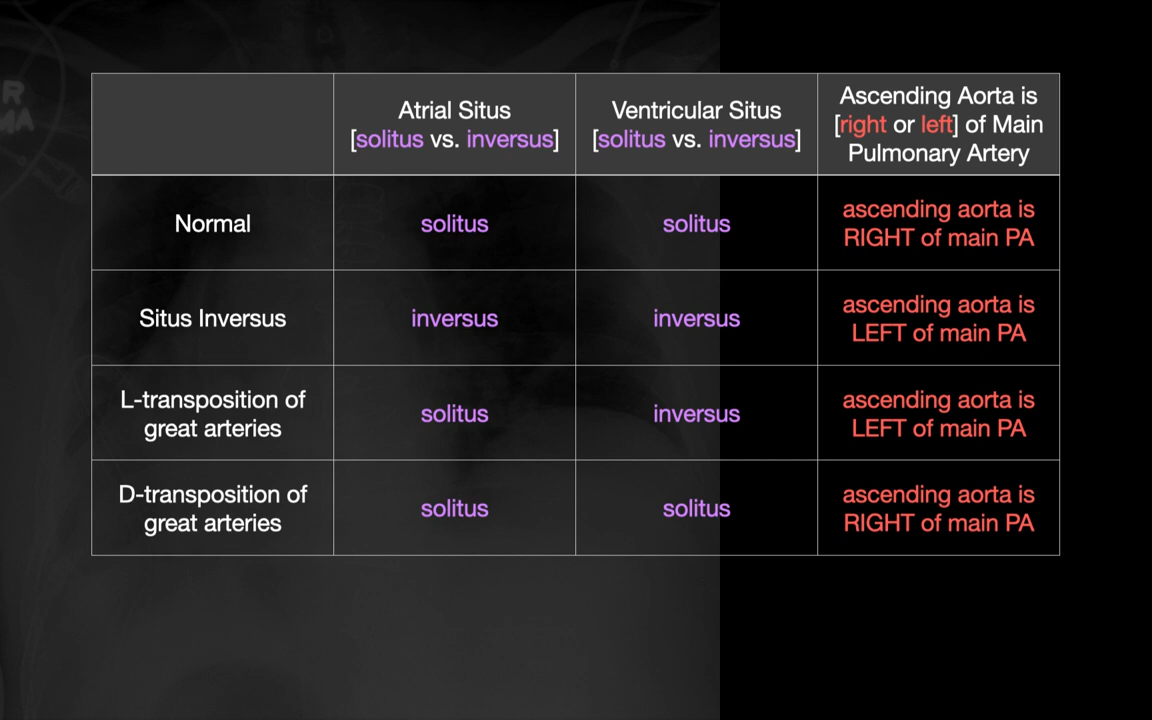 R
MA
Atrial Situs
[solitus vs. inversus]
Ventricular Situs
[solitus vs. inversus]
Ascending Aorta is
[right or left] of Main
Pulmonary Artery
Normal
solitus
solitus
ascending aorta is
RIGHT of main PA
Situs Inversus
inversus
inversus
ascending aorta is
LEFT of main PA
L-transposition of
great arteries
solitus
inversus
ascending aorta is
LEFT of main PA
D-transposition of
great arteries
solitus
solitus
ascending aorta is
RIGHT of main PA